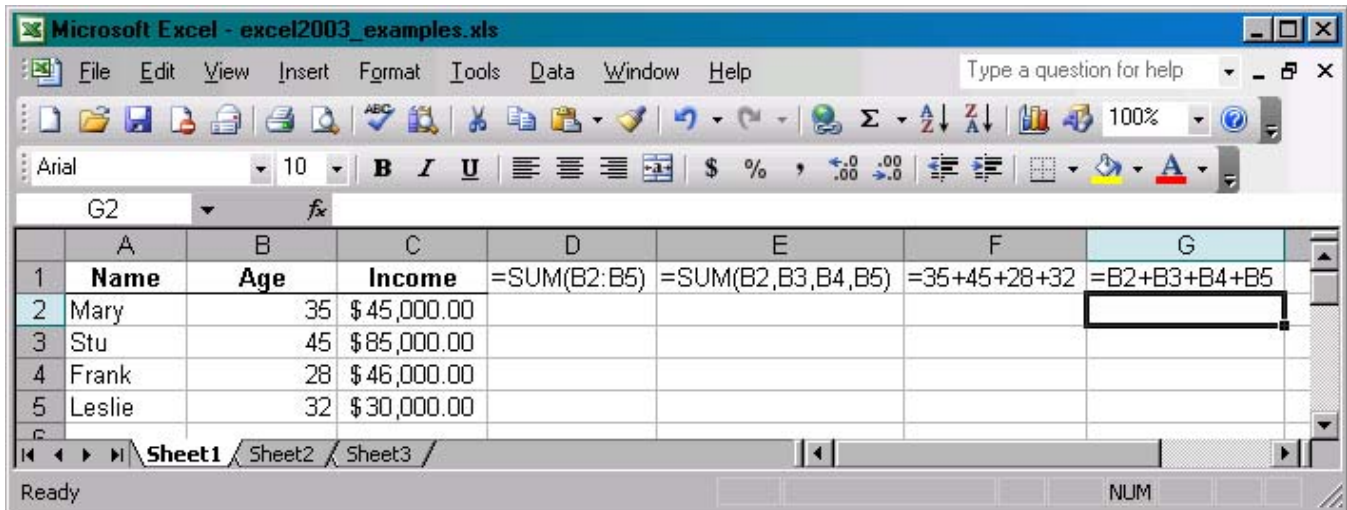 Microsoft Excel - excel2003_examples.xls
File Edit View Insert Format Tools Data Window Help Type a question for help
ABC Σ A Z Z A 100%
Arial 10 B I U a $ % , .00 .00 A
G2 fx
A B C D E F G
1 Name Age Income =SUM(B2:B5) =SUM(B2,B3,B4,B5) =35+45+28+32 =B2+B3+B4+B5
2 Mary 35 $45,000.00
3 Stu 45 $85,000.00
4 Frank 28 $46,000.00
5 Leslie 32 $30,000.00
Sheet1 Sheet2 Sheet3
Ready NUM